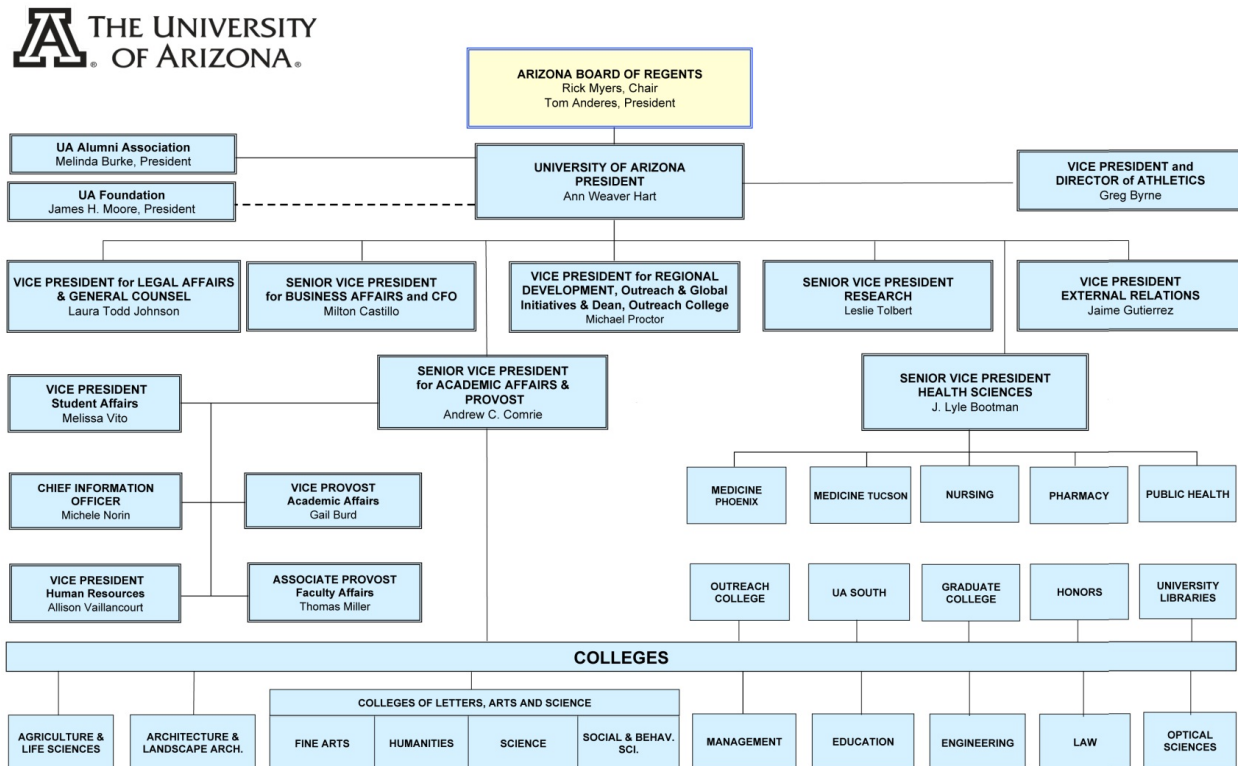 THE UNIVERSITY
OF ARIZONA®
ARIZONA BOARD OF REGENTS
Rick Myers, Chair
Tom Anderes, President
UA Alumni Association
Melinda Burke, President
UA Foundation
James H. Moore, President
UNIVERSITY OF ARIZONA
PRESIDENT
Ann Weaver Hart
VICE PRESIDENT and
DIRECTOR of ATHLETICS
Greg Byrne
VICE PRESIDENT for LEGAL AFFAIRS
& GENERAL COUNSEL
Laura Todd Johnson
SENIOR VICE PRESIDENT
for BUSINESS AFFAIRS and CFO
Milton Castillo
VICE PRESIDENT for REGIONAL
DEVELOPMENT, Outreach & Global
Initiatives & Dean, Outreach College
Michael Proctor
SENIOR VICE PRESIDENT
RESEARCH
Leslie Tolbert
VICE PRESIDENT
EXTERNAL RELATIONS
Jaime Gutierrez
SENIOR VICE PRESIDENT
for ACADEMIC AFFAIRS &
PROVOST
Andrew C. Comrie
SENIOR VICE PRESIDENT
HEALTH SCIENCES
J. Lyle Bootman
VICE PRESIDENT
Student Affairs
Melissa Vito
CHIEF INFORMATION
OFFICER
Michele Norin
VICE PROVOST
Academic Affairs
Gail Burd
VICE PRESIDENT
Human Resources
Allison Vaillancourt
ASSOCIATE PROVOST
Faculty Affairs
Thomas Miller
MEDICINE
PHOENIX
MEDICINE TUCSON
NURSING
PHARMACY
PUBLIC HEALTH
OUTREACH
COLLEGE
UA SOUTH
GRADUATE
COLLEGE
HONORS
UNIVERSITY
LIBRARIES
COLLEGES
AGRICULTURE &
LIFE SCIENCES
ARCHITECTURE &
LANDSCAPE ARCH.
COLLEGES OF LETTERS, ARTS AND SCIENCE
FINE ARTS
HUMANITIES
SCIENCE
SOCIAL & BEHAV.
SCI.
MANAGEMENT
EDUCATION
ENGINEERING
LAW
OPTICAL
SCIENCES